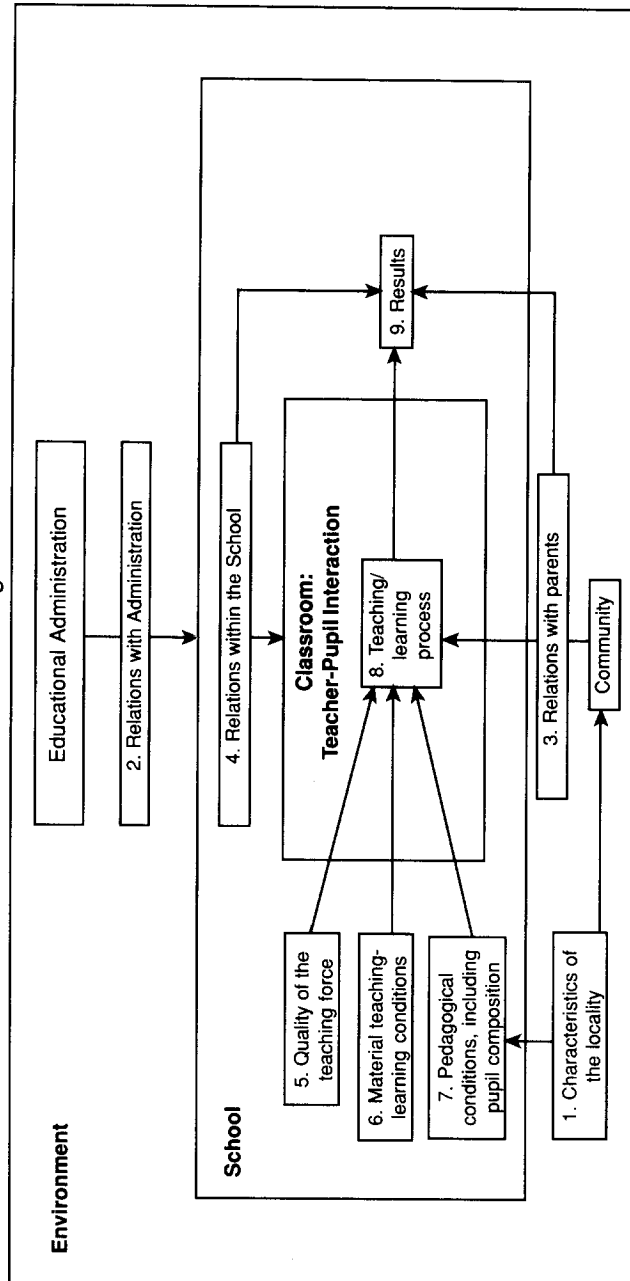 Environment
Educational Administration
2. Relations with Administration
School
4. Relations within the School
Classroom:
Teacher-Pupil Interaction
5. Quality of the
teaching force
6. Material teaching-
learning conditions
7. Pedagogical
conditions, including
pupil composition
8. Teaching/
learning
process
9. Results
3. Relations with parents
Community
1. Characteristics of
the locality